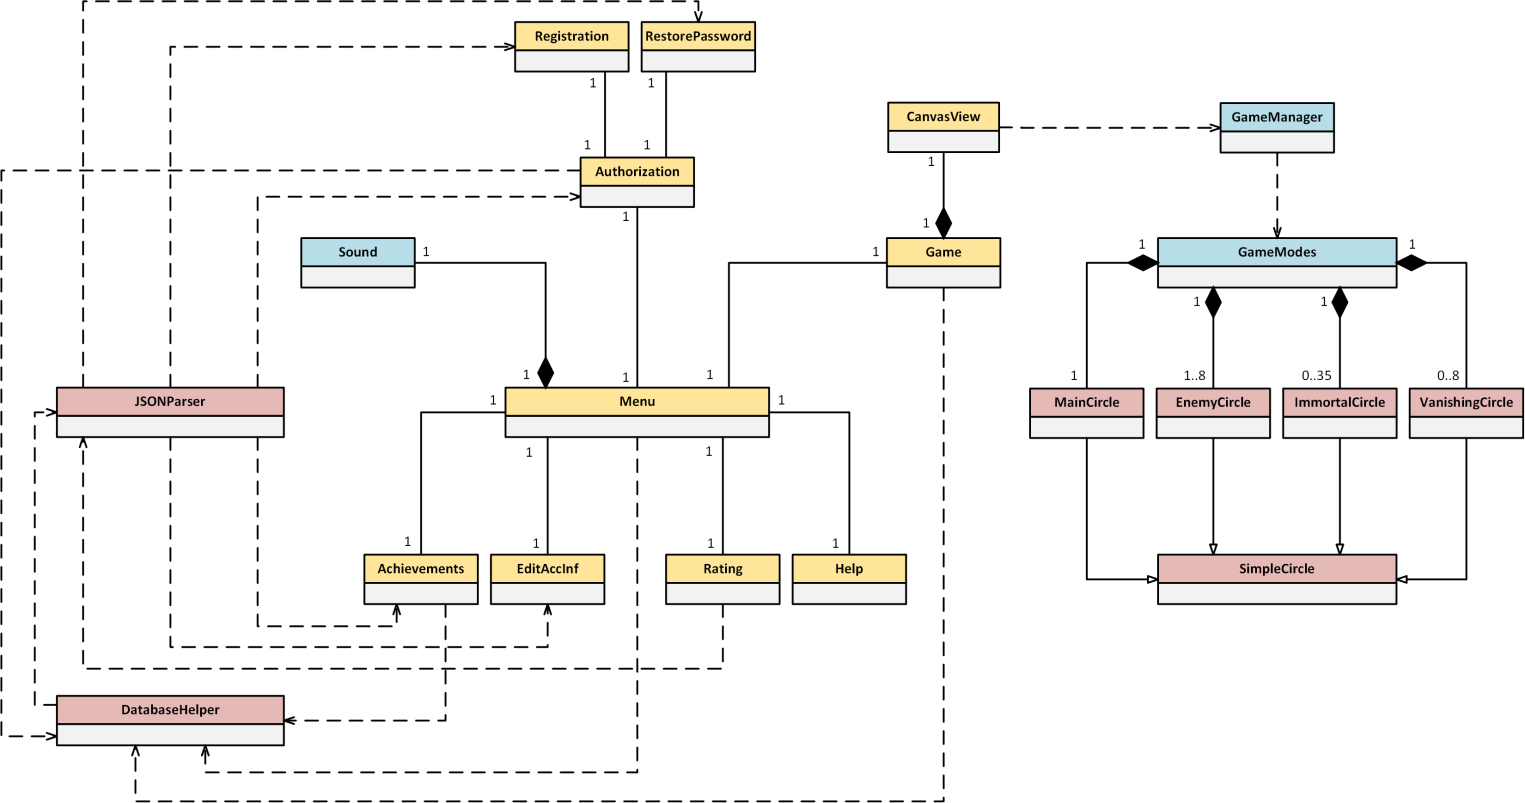 Registration
RestorePassword
1
1
CanvasView
GameManager
1
1
1
Authorization
1
1
Sound
1
1
Game
1
GameModes
1
1
1
1
1
1
1
1
1..8
0..35
0..8
JSONParser
1
Menu
1
MainCircle
EnemyCircle
ImmortalCircle
VanishingCircle
1
1
1
1
1
1
Achievements
EditAccInf
Rating
Help
SimpleCircle
DatabaseHelper